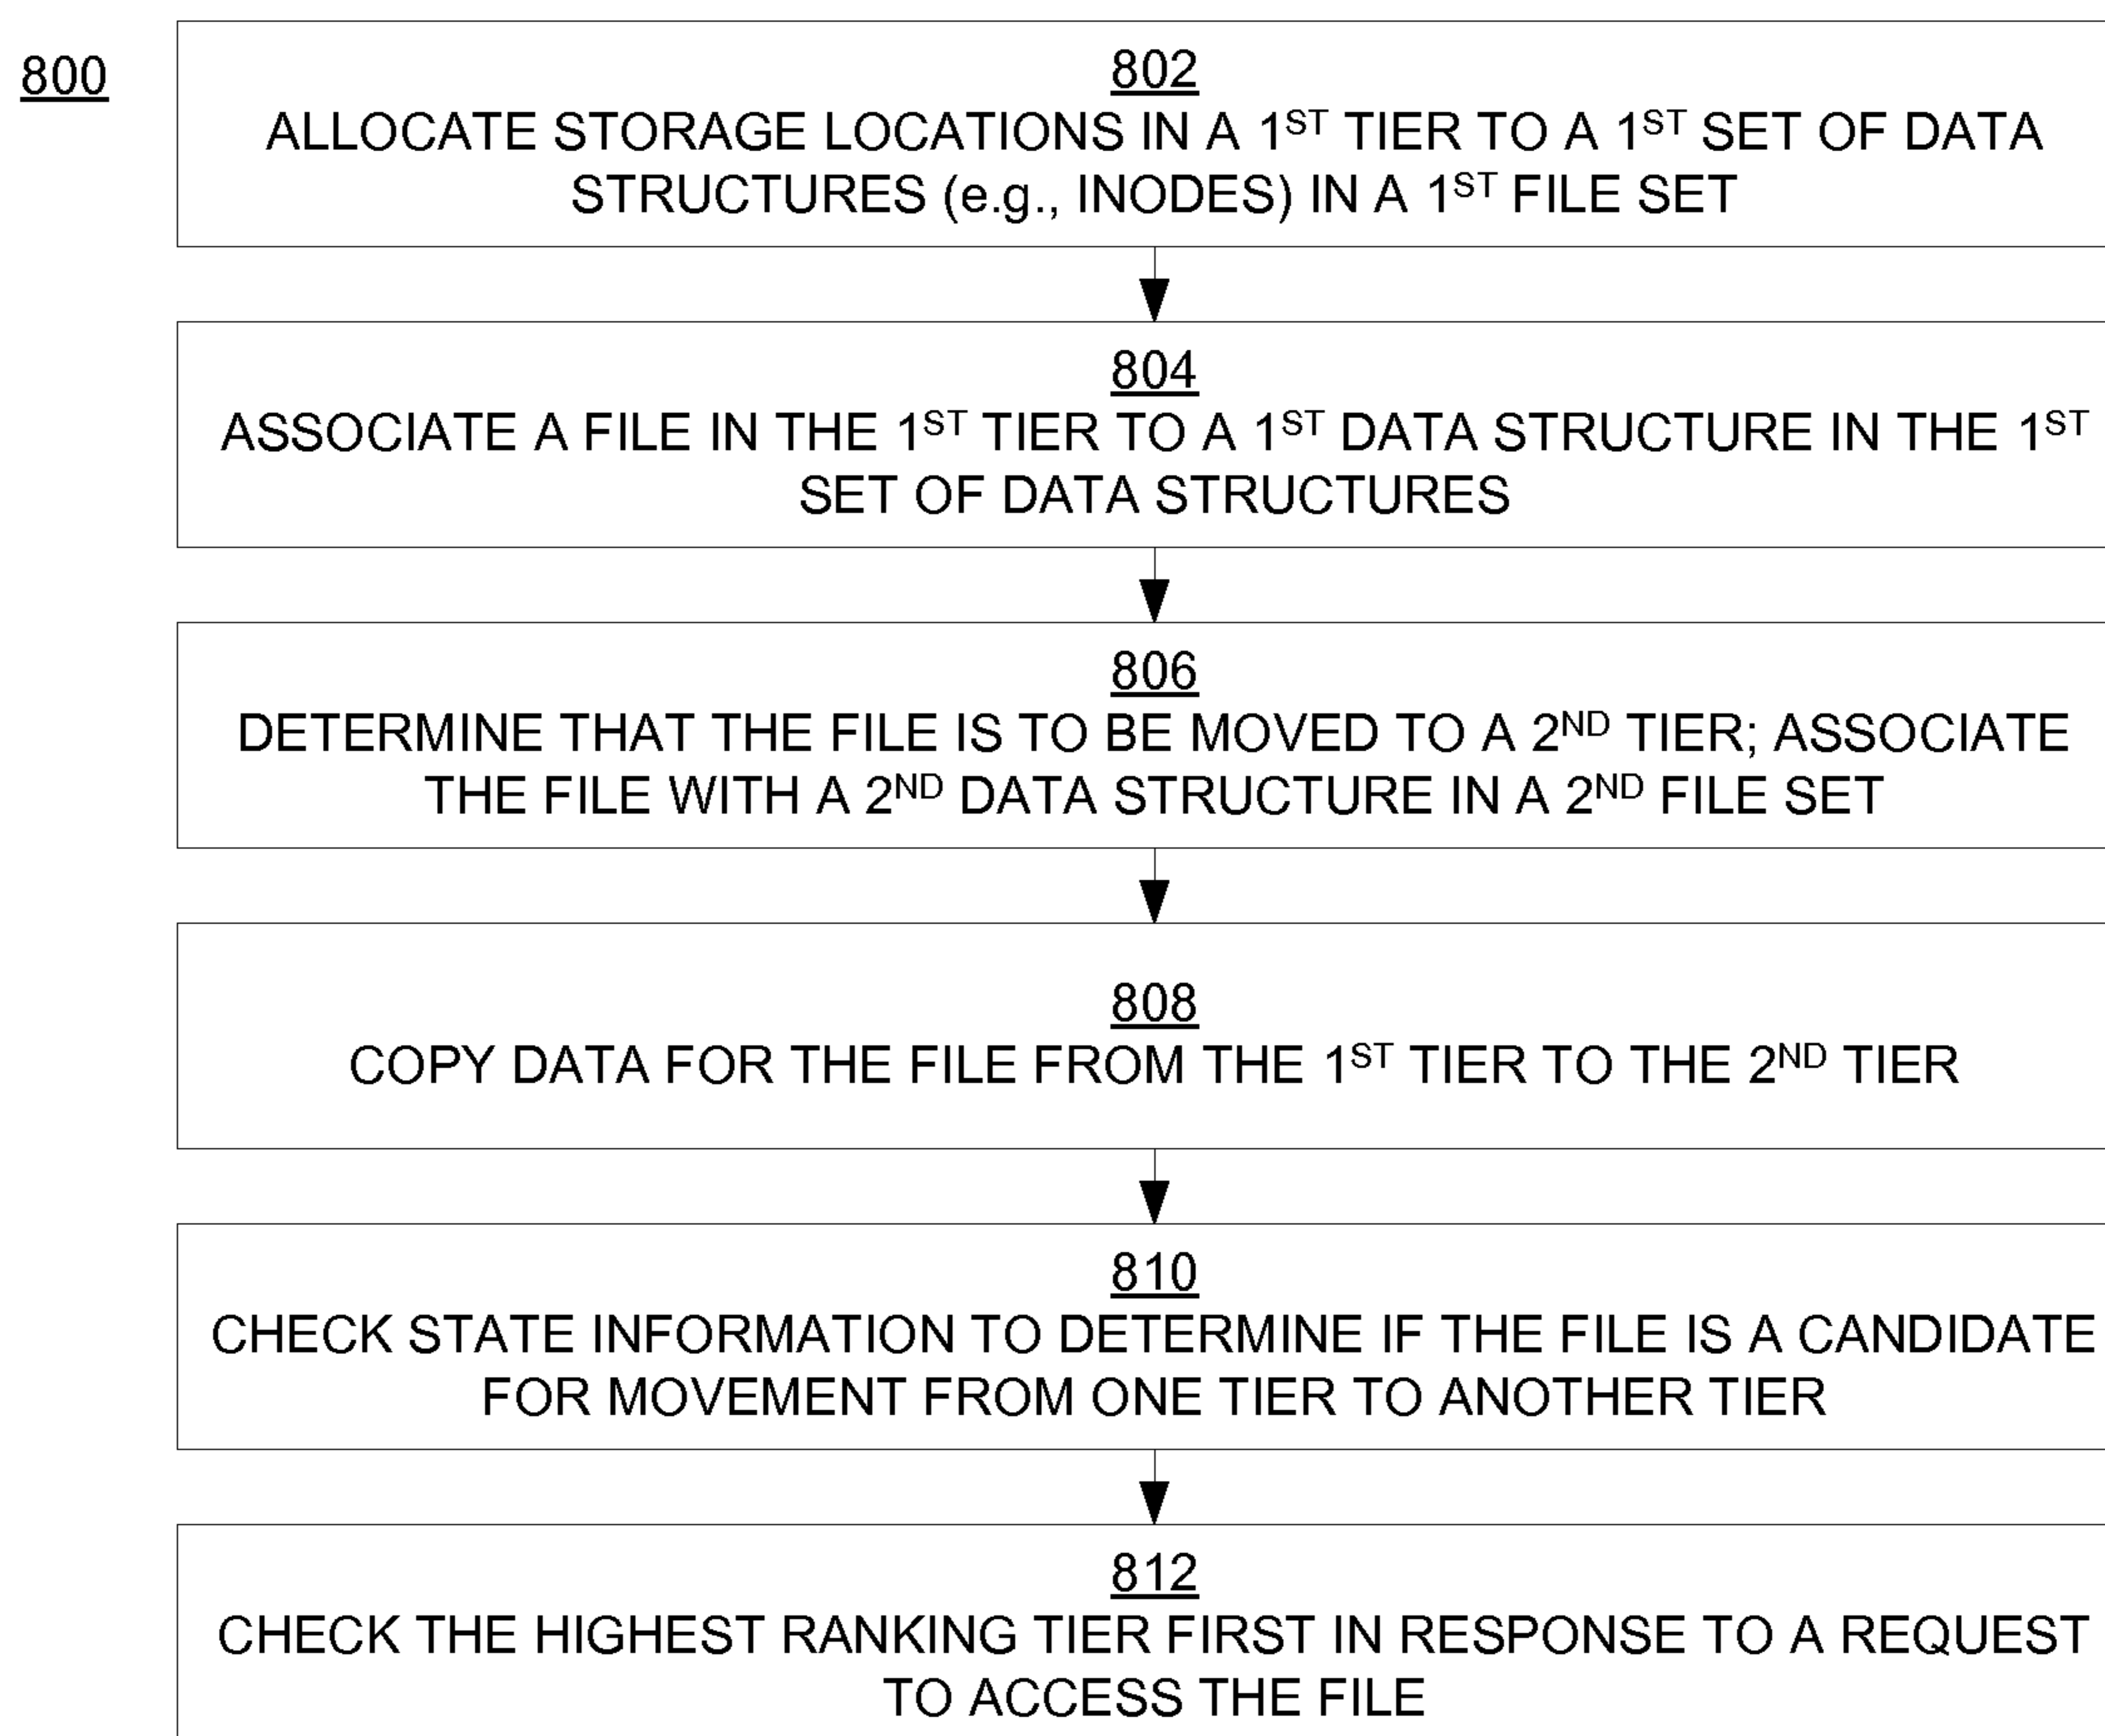 800
802
ALLOCATE STORAGE LOCATIONS IN A 1ST TIER TO A 1ST SET OF DATA
STRUCTURES (e.g., INODES) IN A 1ST FILE SET
804
ASSOCIATE A FILE IN THE 1ST TIER TO A 1ST DATA STRUCTURE IN THE 1ST
SET OF DATA STRUCTURES
806
DETERMINE THAT THE FILE IS TO BE MOVED TO A 2ND TIER; ASSOCIATE
THE FILE WITH A 2ND DATA STRUCTURE IN A 2ND FILE SET
808
COPY DATA FOR THE FILE FROM THE 1ST TIER TO THE 2ND TIER
810
CHECK STATE INFORMATION TO DETERMINE IF THE FILE IS A CANDIDATE
FOR MOVEMENT FROM ONE TIER TO ANOTHER TIER
812
CHECK THE HIGHEST RANKING TIER FIRST IN RESPONSE TO A REQUEST
TO ACCESS THE FILE